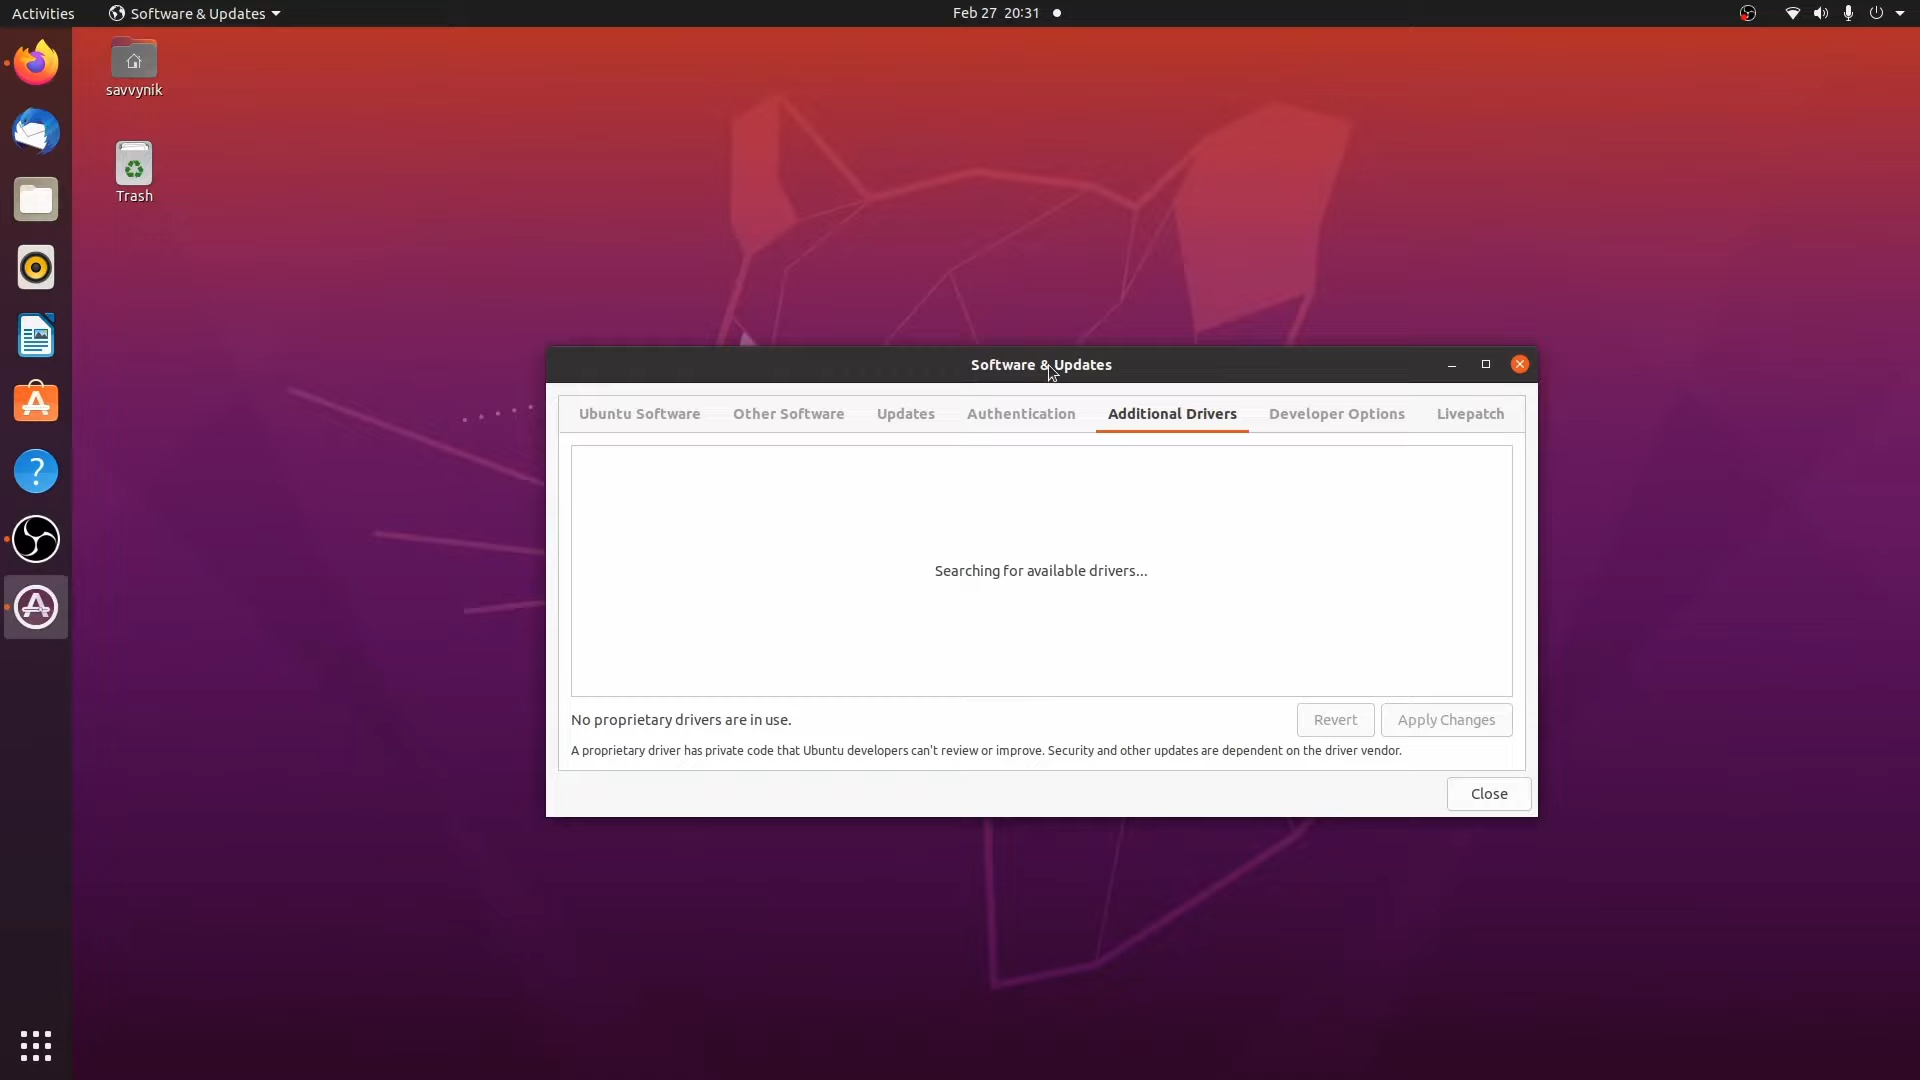 Activities
Software & Updates
Feb 27 20:31
savvynik
Trash
Software & Updates
Ubuntu Software
Other Software
Updates
Authentication
Additional Drivers
Developer Options
Livepatch
Searching for available drivers...
No proprietary drivers are in use.
Revert
Apply Changes
A proprietary driver has private code that Ubuntu developers can't review or improve. Security and other updates are dependent on the driver vendor.
Close